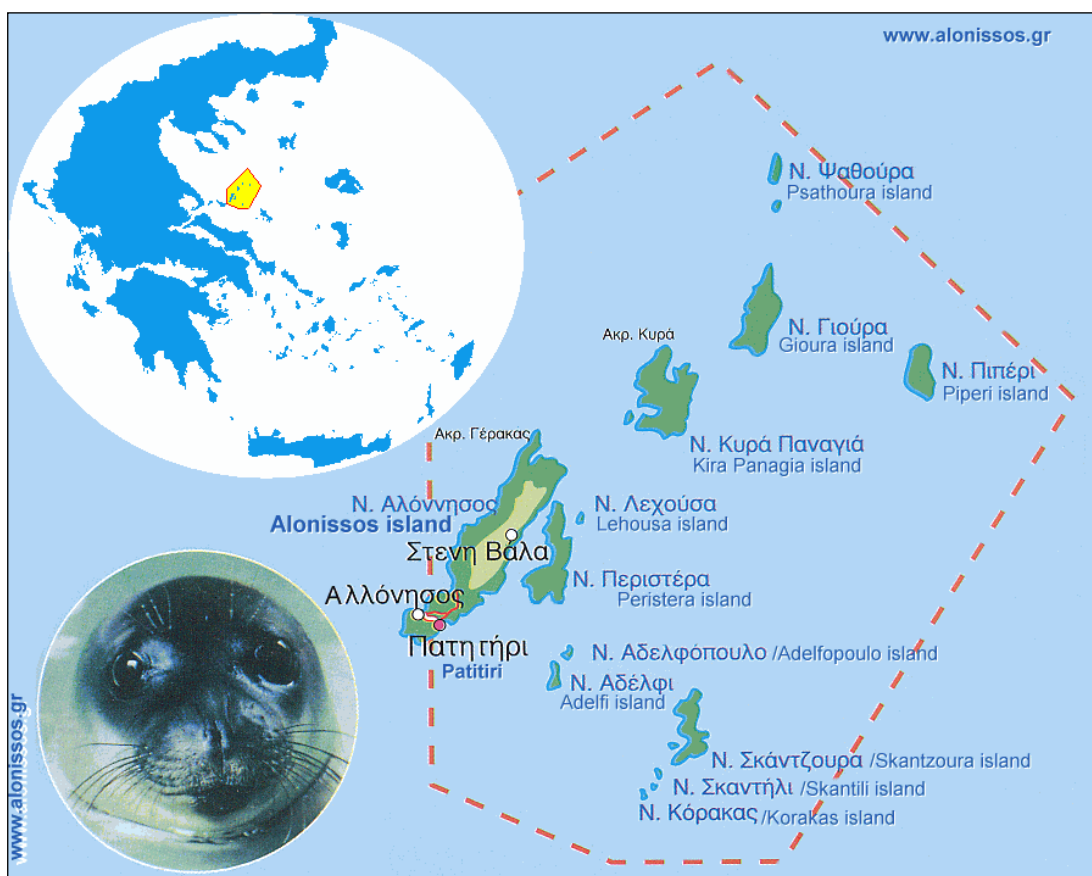 www.alonissos.gr
Ν. Ψαθούρα
Psathoura island
Ν. Γιούρα
Gioura island
Ακρ. Κυρά
Ν. Πιπέρι
Piperi island
Ν. Κυρά Παναγιά
Kira Panagia island
Ακρ. Γέρακας
Ν. Αλόννησος
Alonissos island
Ν. Λεχούσα
Lehousa island
Στενη Βάλα
Ν. Περιστέρα
Peristera island
Αλλόνησος
Πατητήρι
Patitiri
Ν. Αδελφόπουλο /Adelfopoulo island
Ν. Αδέλφι
Adelfi island
Ν. Σκάντζουρα /Skantzoura island
Ν. Σκαντήλι /Skantili island
Ν. Κόρακας /Korakas island
www.alonissos.gr